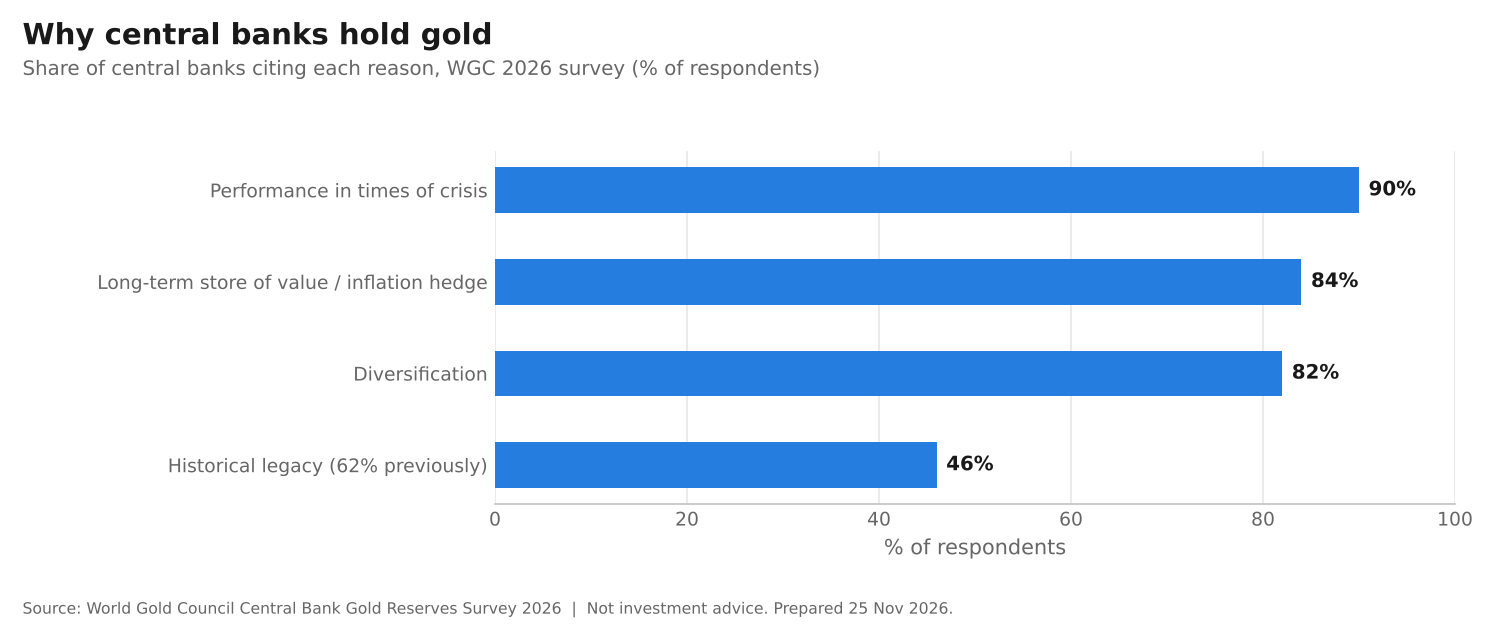 Why central banks hold gold
Share of central banks citing each reason, WGC 2026 survey (% of respondents)
Performance in times of crisis 90%
Long-term store of value / inflation hedge 84%
Diversification 82%
Historical legacy (62% previously) 46%
0 20 40 60 80 100
% of respondents
Source: World Gold Council Central Bank Gold Reserves Survey 2026 | Not investment advice. Prepared 25 Nov 2026.